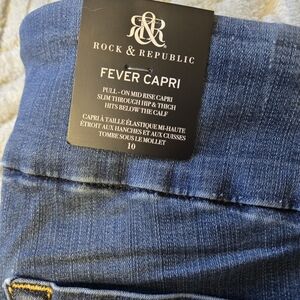 R&R
ROCK & REPUBLIC
FEVER CAPRI
PULL-ON MID RISE CAPRI
SLIM THROUGH HIP & THIGH
HITS BELOW THE CALF
CAPRI À TAILLE ÉLASTIQUE MI-HAUTE
ÉTROIT AUX HANCHES ET AUX CUISSES
TOMBE SOUS LE MOLLET
10